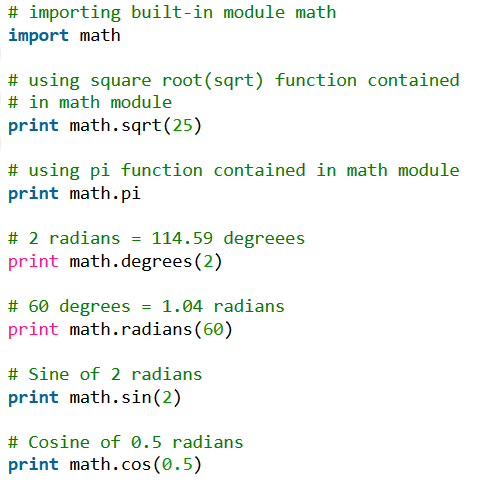 # importing built-in module math
import math
# using square root(sqrt) function contained
# in math module
print math.sqrt(25)
# using pi function contained in math module
print math.pi
# 2 radians = 114.59 degreees
print math.degrees(2)
# 60 degrees = 1.04 radians
print math.radians(60)
# Sine of 2 radians
print math.sin(2)
# Cosine of 0.5 radians
print math.cos(0.5)